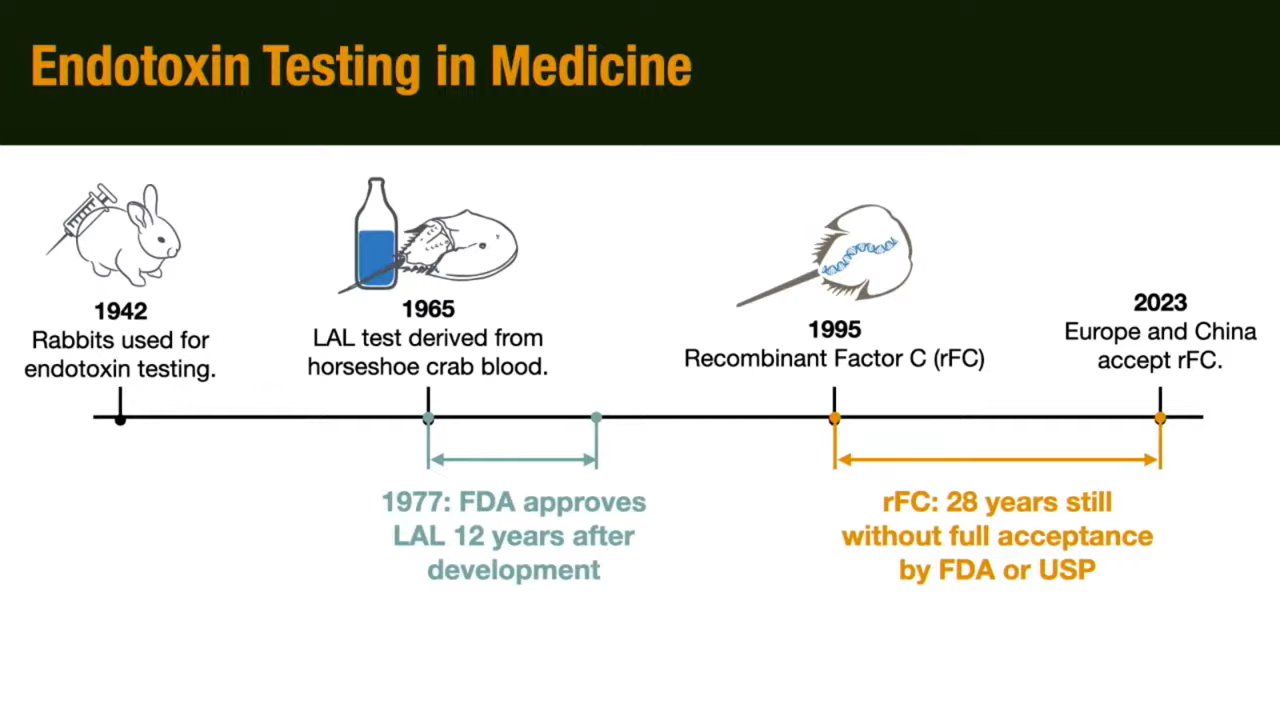 Endotoxin Testing in Medicine
1942
Rabbits used for
endotoxin testing.
1965
LAL test derived from
horseshoe crab blood.
1995
Recombinant Factor C (rFC)
2023
Europe and China
accept rFC.
1977: FDA approves
LAL 12 years after
development
rFC: 28 years still
without full acceptance
by FDA or USP